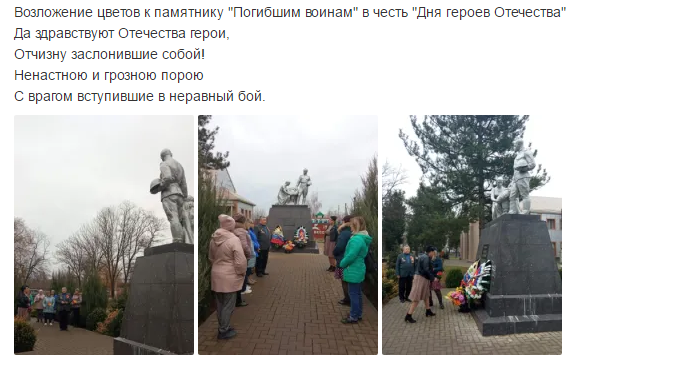 Возложение цветов к памятнику "Погибшим воинам" в честь "Дня героев Отечества"
Да здравствуют Отечества герои,
Отчизну заслонившие собой!
Ненастною и грозною порою
С врагом вступившие в неравный бой.